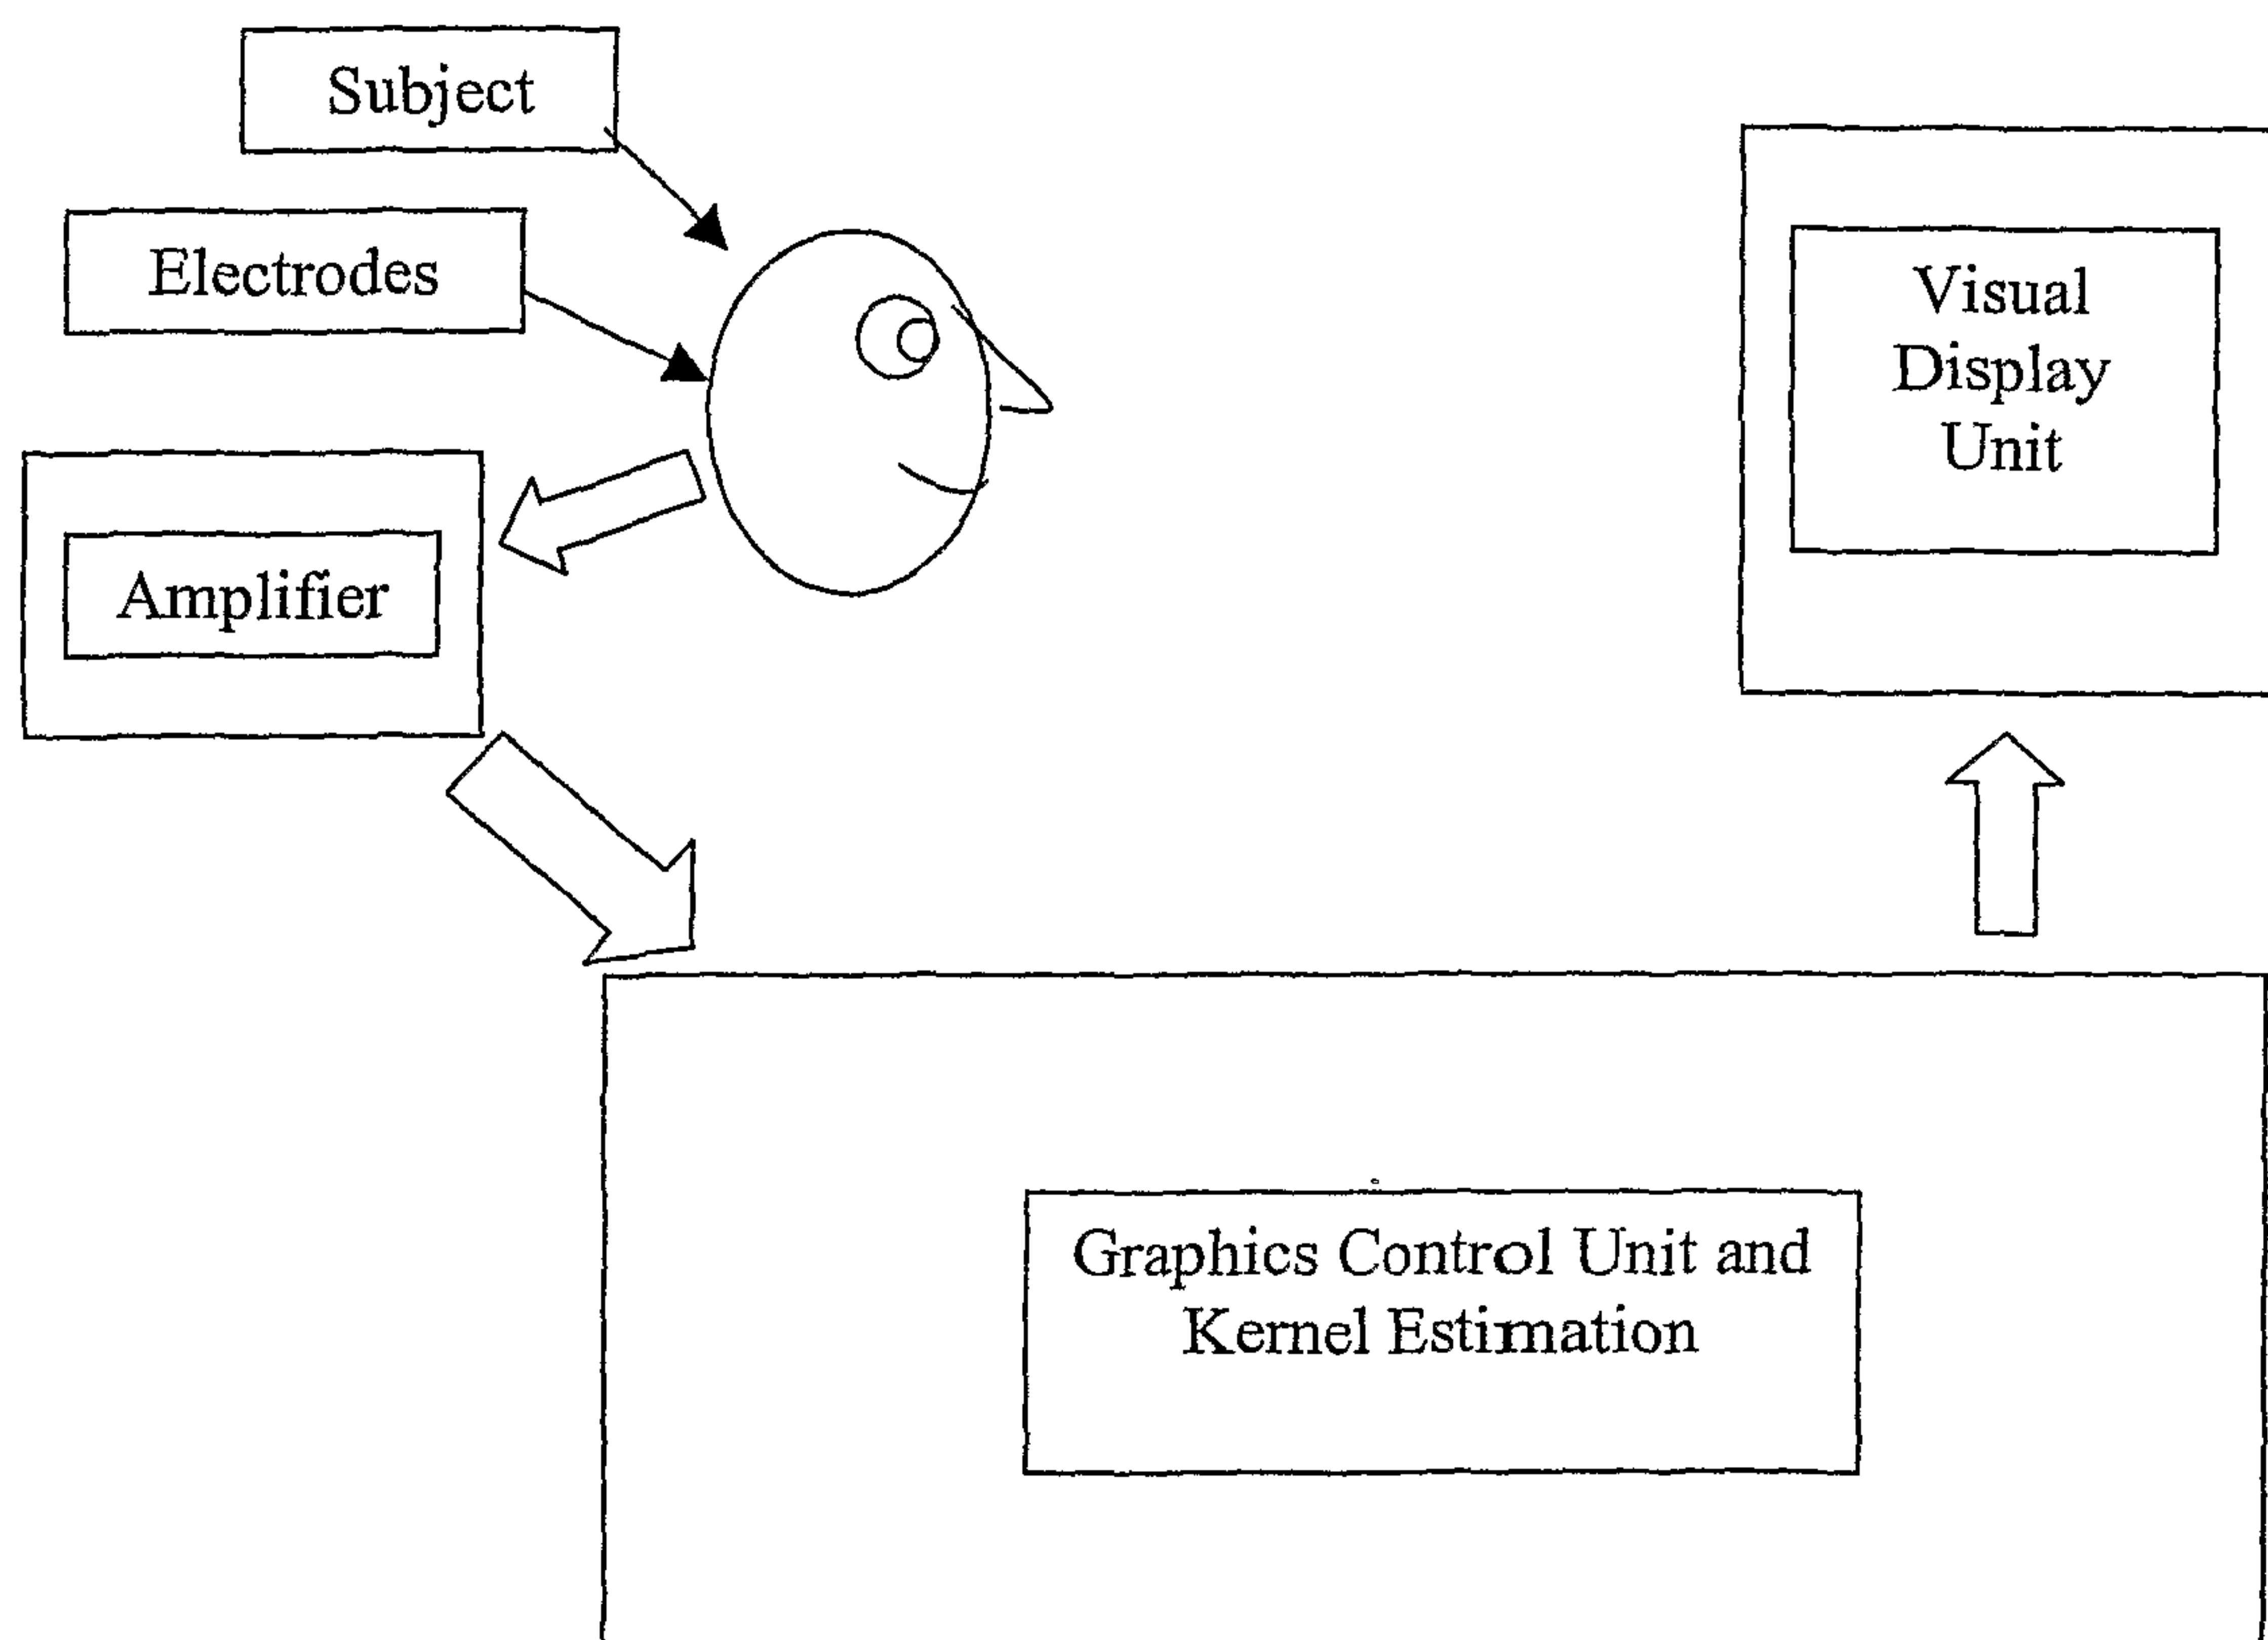 Subject
Electrodes
Visual
Display
Unit
Amplifier
Graphics Control Unit and
Kernel Estimation